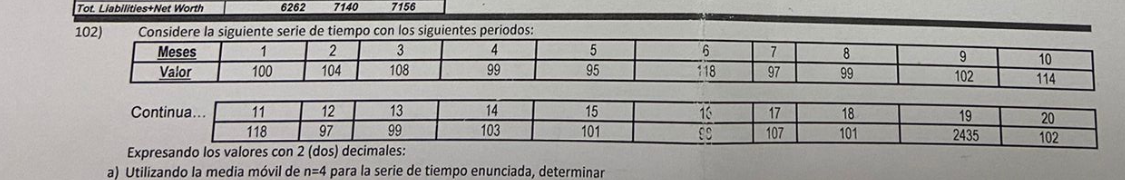 Tot. Liabilities+Net Worth 6262 7140 7156
102) Considere la siguiente serie de tiempo con los siguientes periodos:
Meses 1 2 3 4 5 6 7 8 9 10
Valor 100 104 108 99 95 118 97 99 102 114
Continua... 11 12 13 14 15 16 17 18 19 20
118 97 99 103 101 107 101 2435 102
Expresando los valores con 2 (dos) decimales:
a) Utilizando la media móvil de n=4 para la serie de tiempo enunciada, determinar